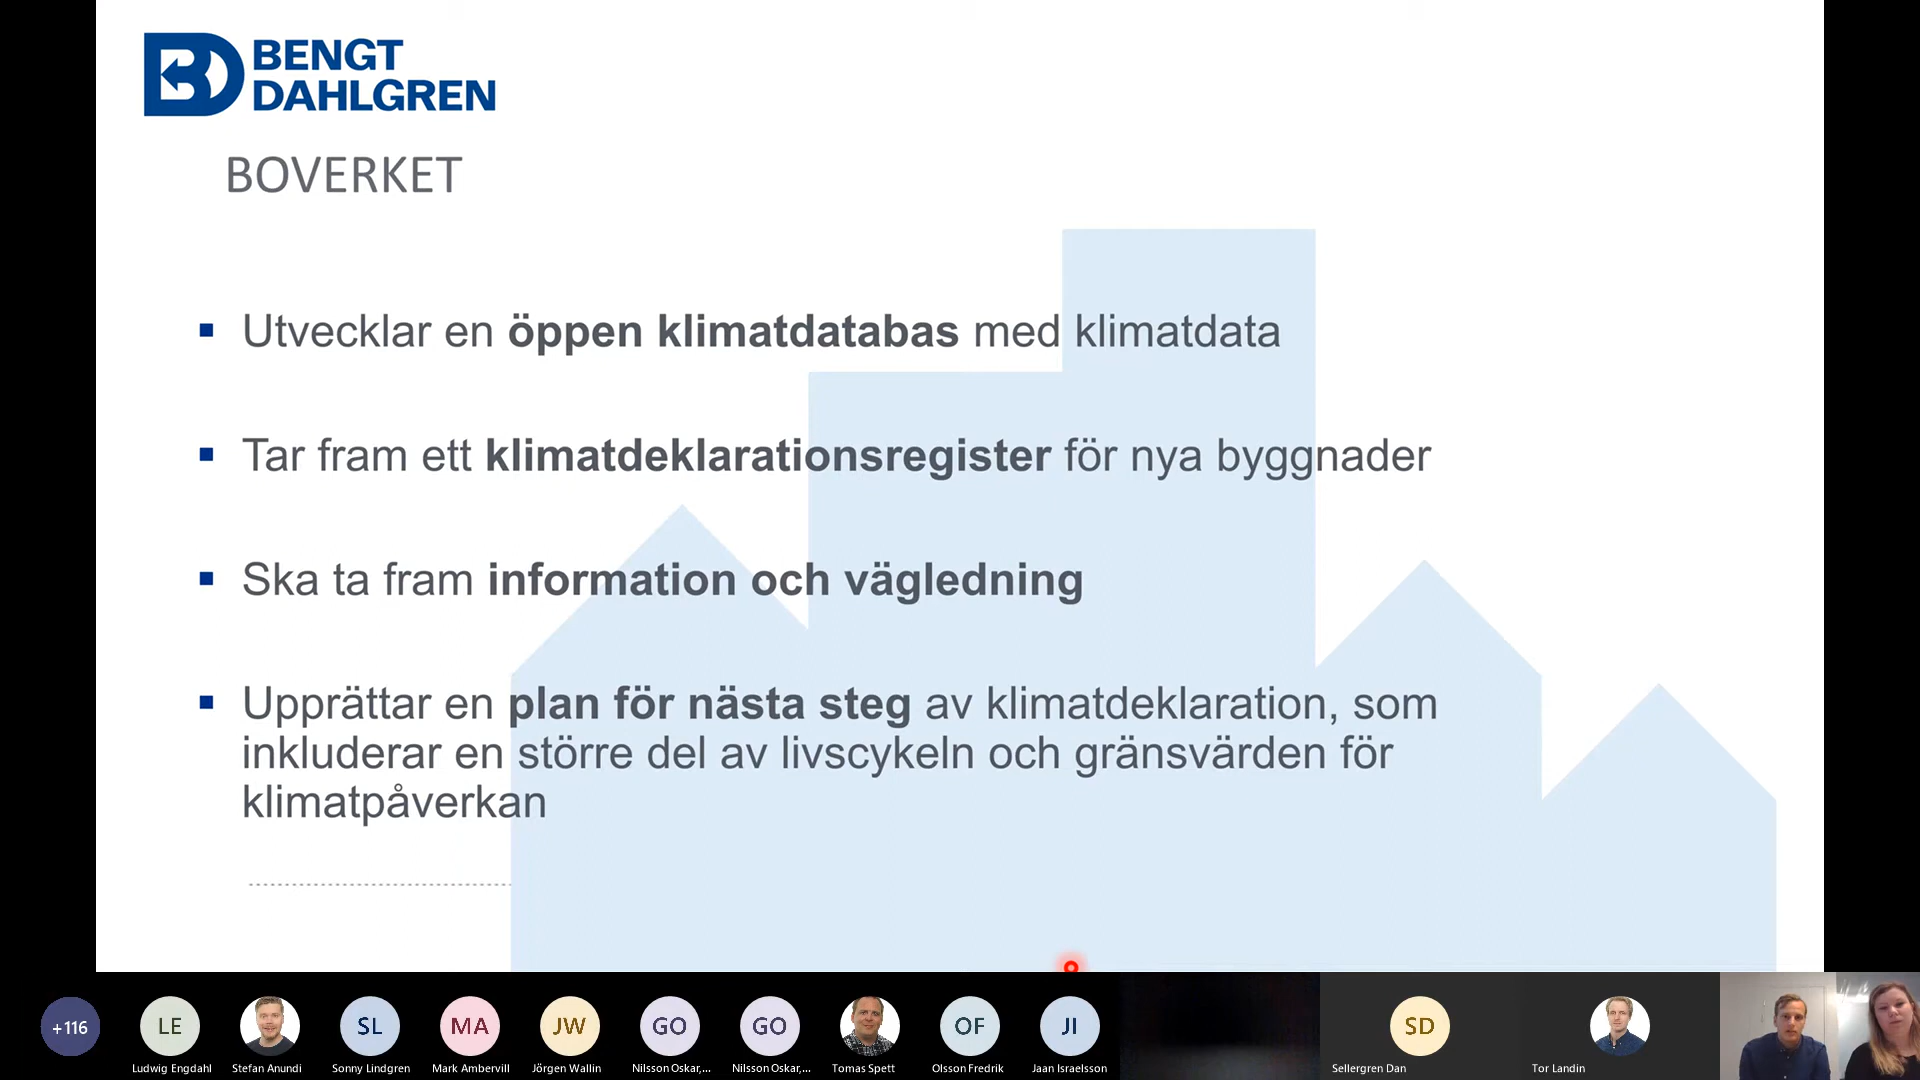 BENGT
DAHLGREN
BOVERKET
▪ Utvecklar en öppen klimatdatabas med klimatdata
▪ Tar fram ett klimatdeklarationsregister för nya byggnader
▪ Ska ta fram information och vägledning
▪ Upprättar en plan för nästa steg av klimatdeklaration, som
inkluderar en större del av livscykeln och gränsvärden för
klimatpåverkan
+116 LE SL MA JW GO GO OF JI SD
Ludwig Engdahl Stefan Anundi Sonny Lindgren Mark Ambervill Jörgen Wallin Nilsson Oskar,... Nilsson Oskar,... Tomas Spett Olsson Fredrik Jaan Israelsson Sellergren Dan Tor Landin